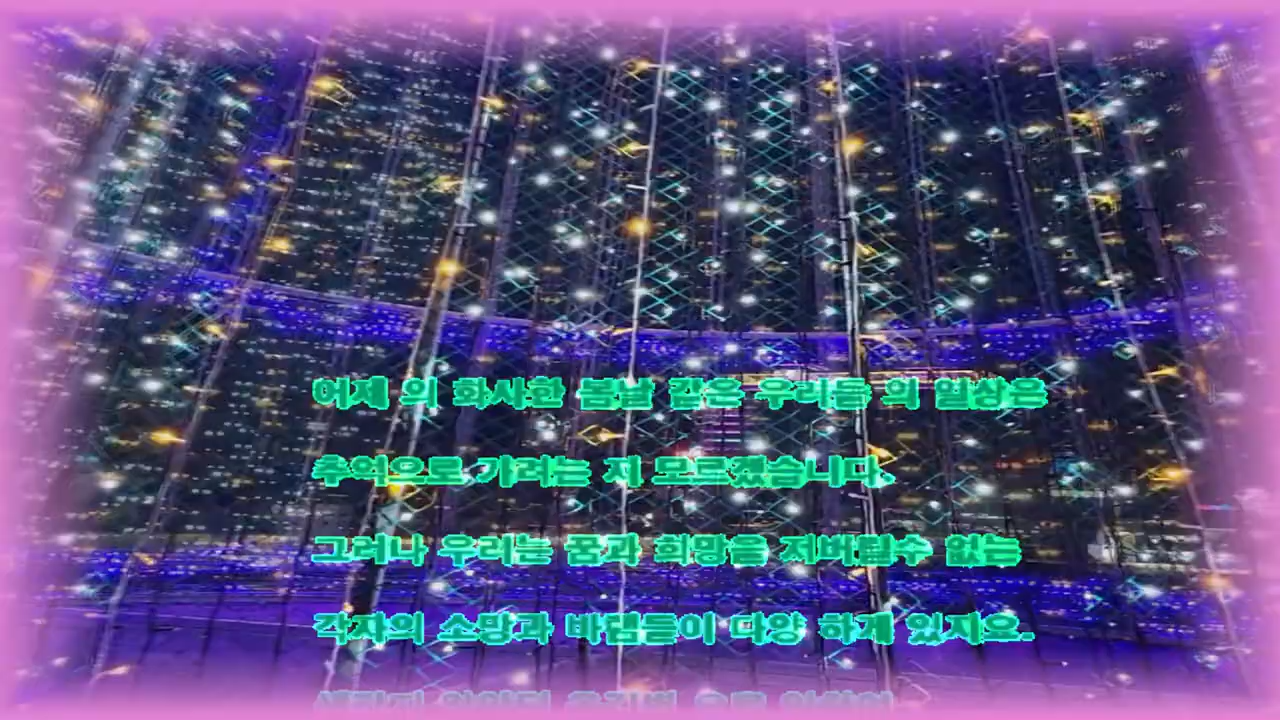 어제 의 화사한 봄날 같은 우리들 의 일상은
추억으로 가려는 지 모르겠습니다.
그러나 우리는 꿈과 희망을 저버릴수 없는
각자의 소망과 바램들이 다양 하게 있지요.